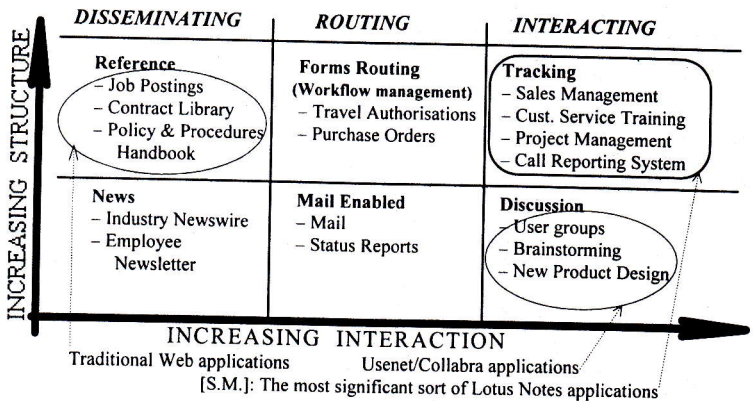 DISSEMINATING
ROUTING
INTERACTING
INCREASING STRUCTURE
Reference
– Job Postings
– Contract Library
– Policy & Procedures
Handbook
Forms Routing
(Workflow management)
– Travel Authorisations
– Purchase Orders
Tracking
– Sales Management
– Cust. Service Training
– Project Management
– Call Reporting System
News
– Industry Newswire
– Employee
Newsletter
Mail Enabled
– Mail
– Status Reports
Discussion
– User groups
– Brainstorming
– New Product Design
INCREASING INTERACTION
Traditional Web applications
Usenet/Collabra applications
[S.M.]: The most significant sort of Lotus Notes applications